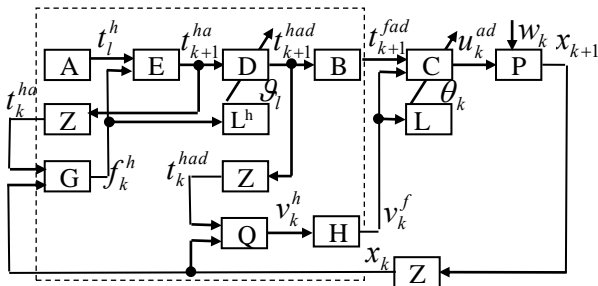 t_l^h t_{k+1}^{ha} t_{k+1}^{had} t_{k+1}^{fad} u_k^{ad} w_k x_{k+1}
A E D B C P
t_k^{ha} ϑ_l θ_k
Z L^h L
t_k^{had} Z
G f_k^h
v_k^h v_k^f
Q H
x_k Z